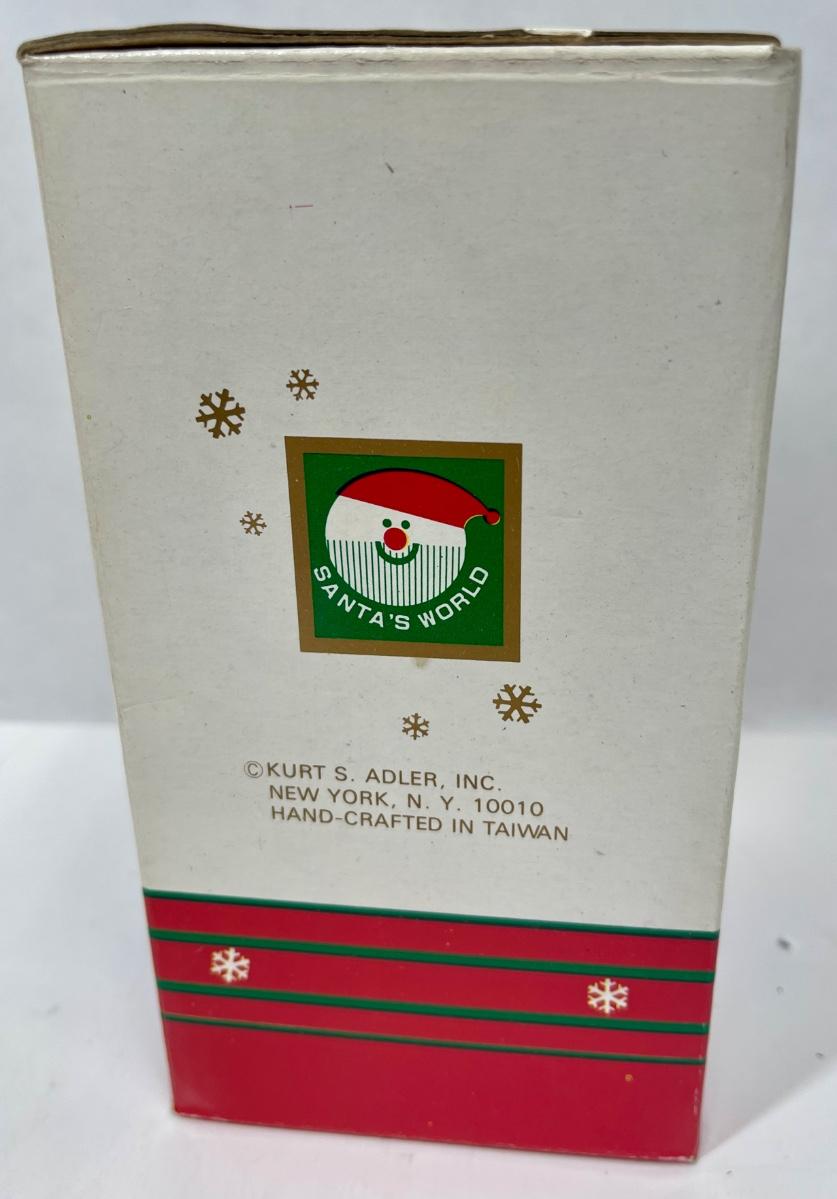 SANTA'S WORLD
©KURT S. ADLER, INC.
NEW YORK, N. Y. 10010
HAND-CRAFTED IN TAIWAN